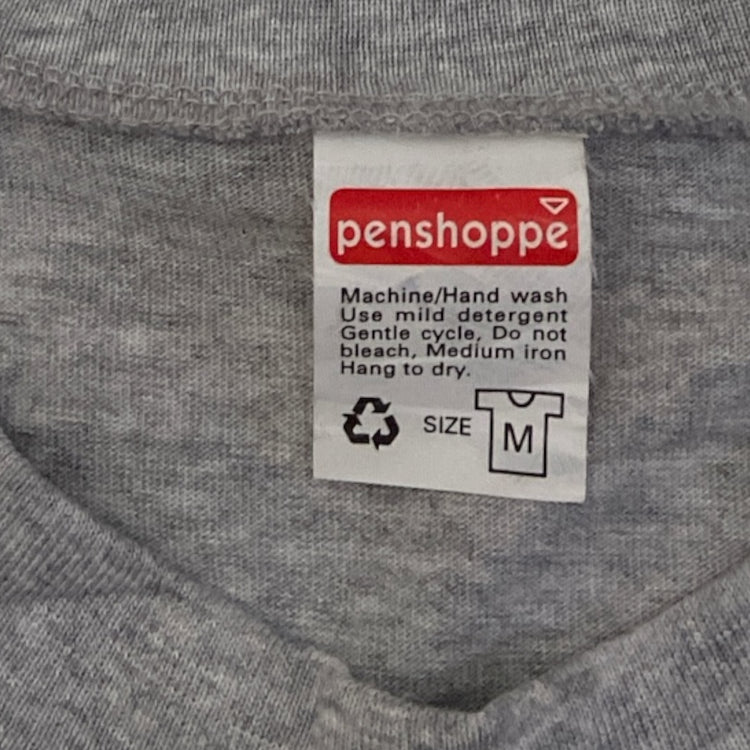 penshoppe
Machine/Hand wash
Use mild detergent
Gentle cycle, Do not
bleach, Medium iron
Hang to dry.
SIZE M